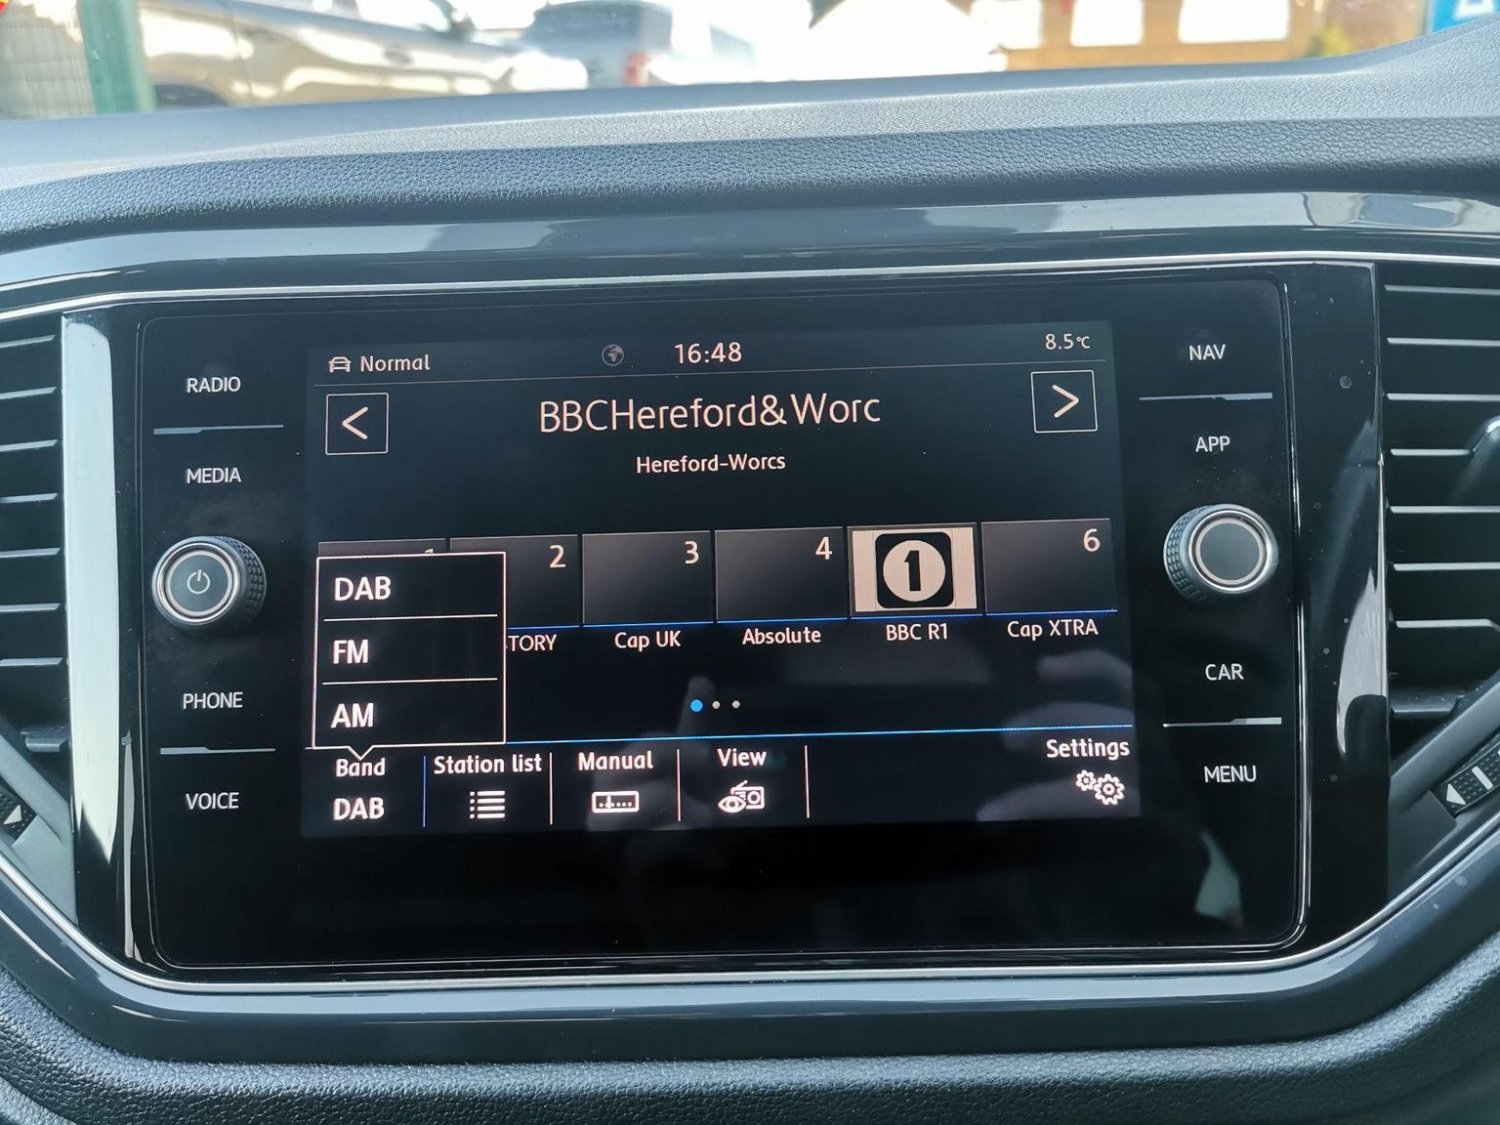 RADIO
MEDIA
PHONE
VOICE
Normal
16:48
8.5°C
<
BBCHereford&Worc
>
Hereford-Worcs
2
3
4
1
6
TORY
Cap UK
Absolute
BBC R1
Cap XTRA
DAB
FM
AM
Band
DAB
Station list
Manual
View
Settings
NAV
APP
CAR
MENU